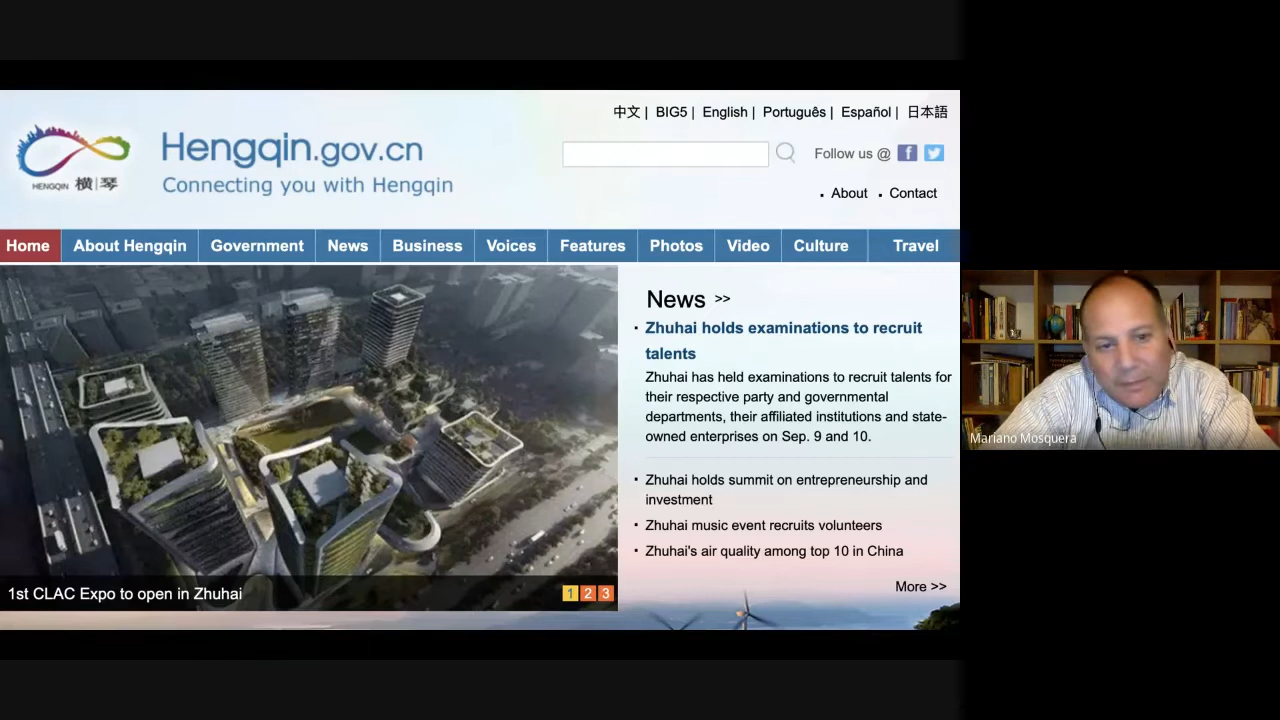 中文 | BIG5 | English | Português | Español | 日本語
HENGQIN 横琴
Hengqin.gov.cn
Connecting you with Hengqin
Follow us @
▪ About ▪ Contact
Home About Hengqin Government News Business Voices Features Photos Video Culture Travel
News >>
▪ Zhuhai holds examinations to recruit
talents
Zhuhai has held examinations to recruit talents for
their respective party and governmental
departments, their affiliated institutions and state-
owned enterprises on Sep. 9 and 10.
▪ Zhuhai holds summit on entrepreneurship and
investment
▪ Zhuhai music event recruits volunteers
▪ Zhuhai's air quality among top 10 in China
More >>
1st CLAC Expo to open in Zhuhai
1 2 3
Mariano Mosquera